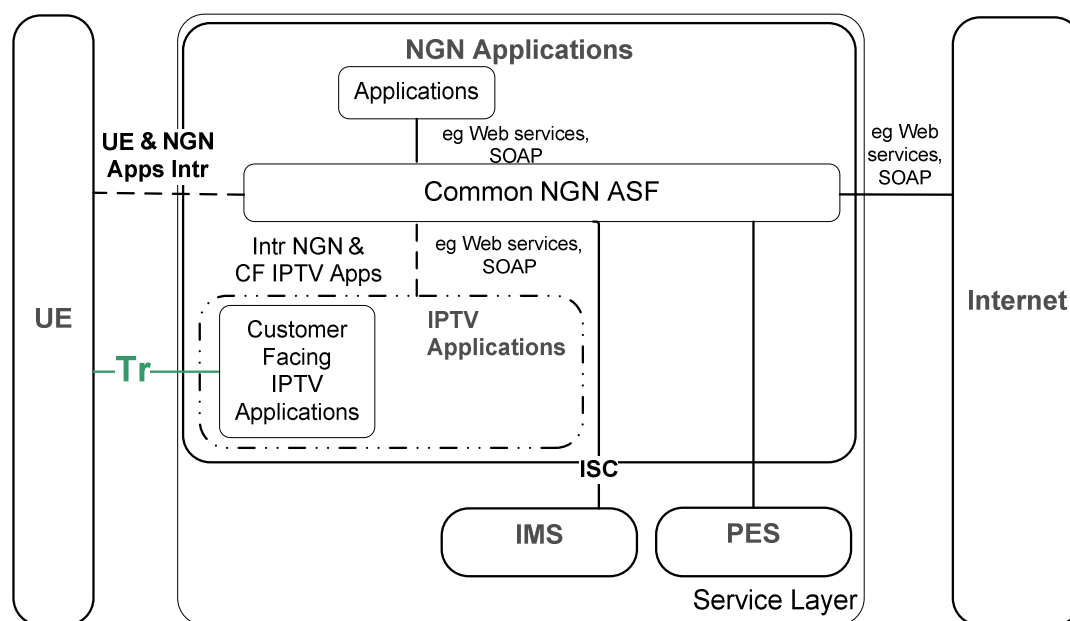 NGN Applications
Applications
eg Web services,
SOAP
UE & NGN
Apps Intr
eg Web
services,
SOAP
Common NGN ASF
Intr NGN &
CF IPTV Apps
eg Web services,
SOAP
UE
Internet
Customer
Facing
IPTV
Applications
IPTV
Applications
Tr
ISC
IMS
PES
Service Layer